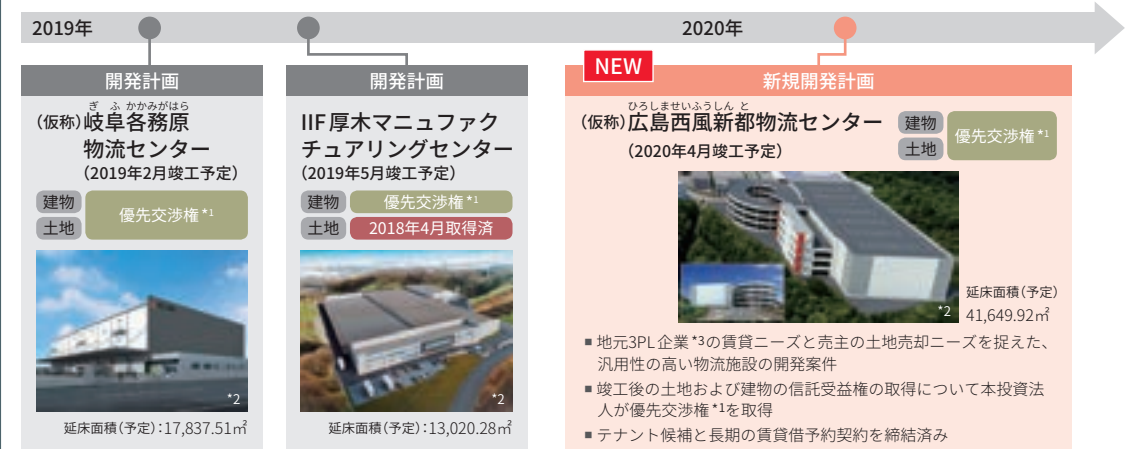 2019年
2020年
開発計画
ぎふ かかみがはら
(仮称)岐阜各務原
物流センター
(2019年2月竣工予定)
建物
土地
優先交渉権*1
*2
延床面積(予定):17,837.51㎡
開発計画
IIF厚木マニュファク
チュアリングセンター
(2019年5月竣工予定)
建物 優先交渉権*1
土地 2018年4月取得済
*2
延床面積(予定):13,020.28㎡
NEW
新規開発計画
ひろしませいふうしんと
(仮称)広島西風新都物流センター
(2020年4月竣工予定)
建物
土地
優先交渉権*1
*2
延床面積(予定)
41,649.92㎡
■ 地元3PL企業*3の賃貸ニーズと売主の土地売却ニーズを捉えた、
汎用性の高い物流施設の開発案件
■ 竣工後の土地および建物の信託受益権の取得について本投資法
人が優先交渉権*1を取得
■ テナント候補と長期の賃貸借予約契約を締結済み